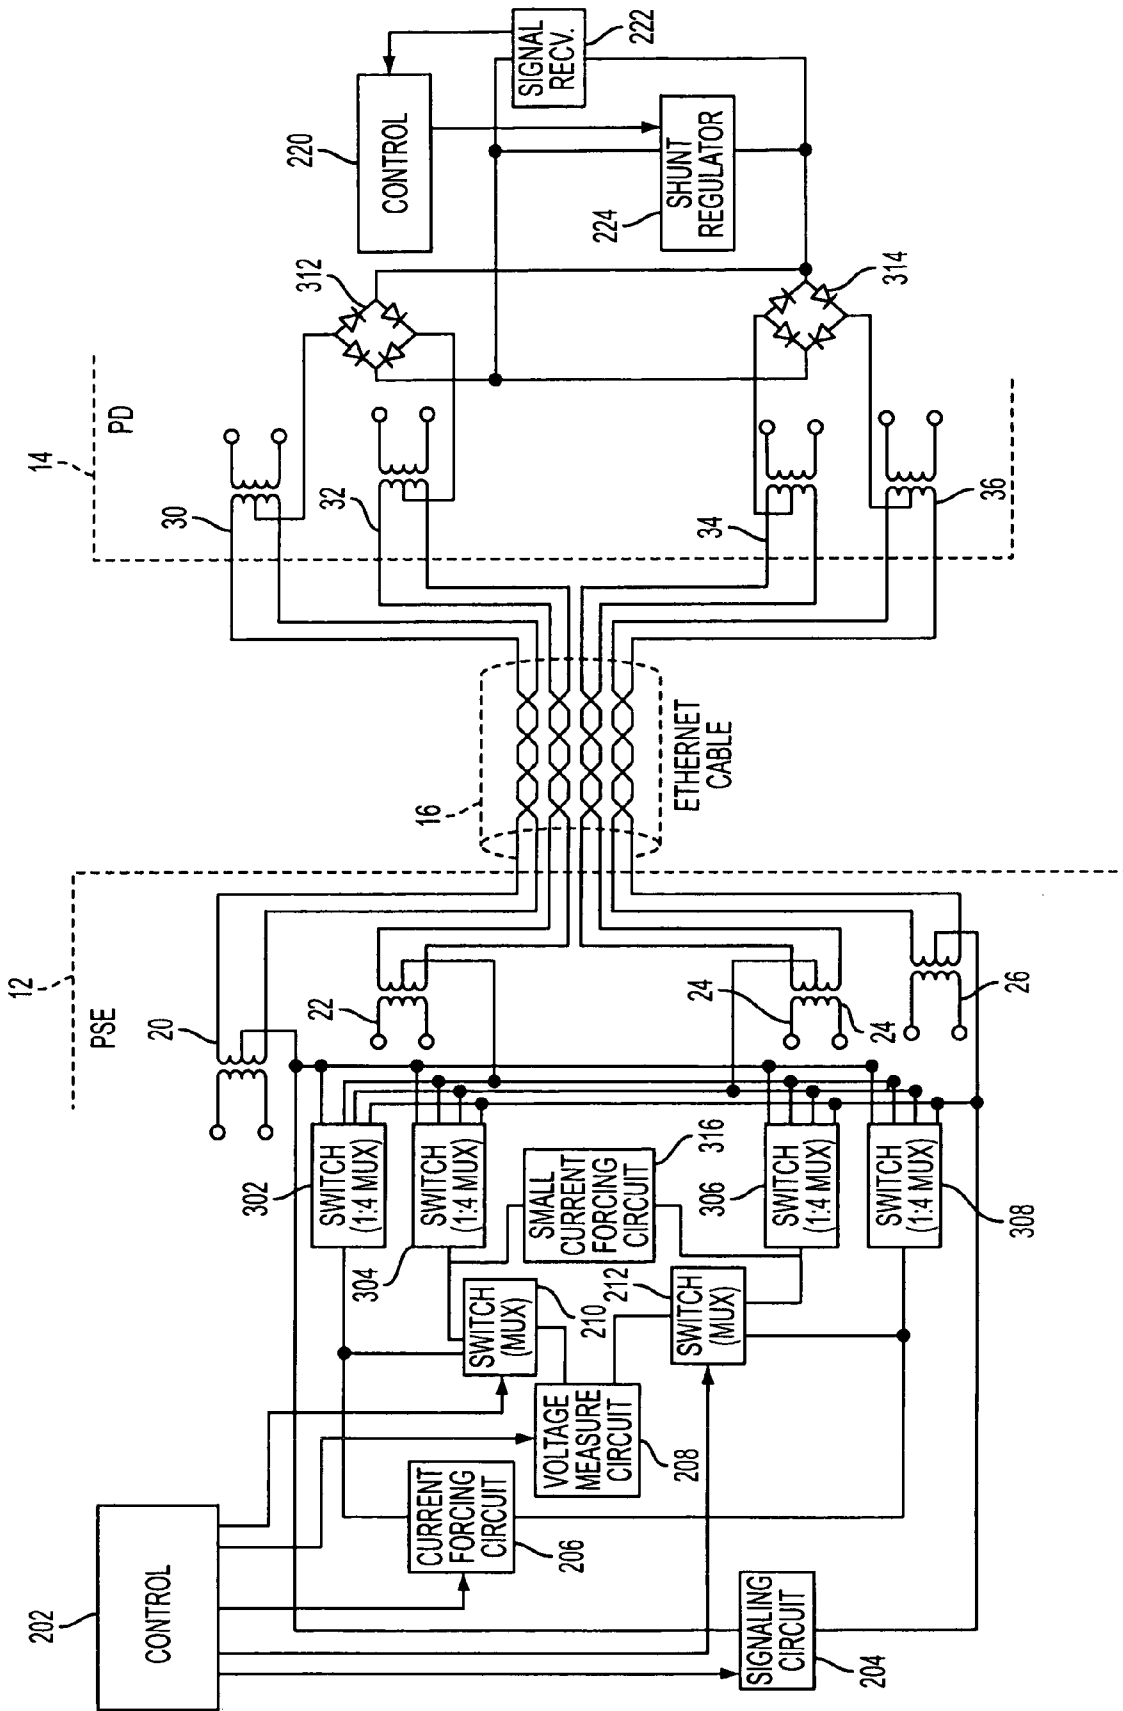 202
CONTROL
12
PSE
20
22
24
24
26
302
SWITCH
(1:4 MUX)
304
SWITCH
(1:4 MUX)
SMALL
CURRENT
FORCING
CIRCUIT
316
306
SWITCH
(1:4 MUX)
SWITCH
(1:4 MUX)
308
SWITCH
(MUX)
210
212
SWITCH
(MUX)
VOLTAGE
MEASURE
CIRCUIT
208
CURRENT
FORCING
CIRCUIT
206
SIGNALING
CIRCUIT
204
16
ETHERNET
CABLE
14
PD
30
32
34
36
312
314
220
CONTROL
SIGNAL
RECV.
222
224
SHUNT
REGULATOR